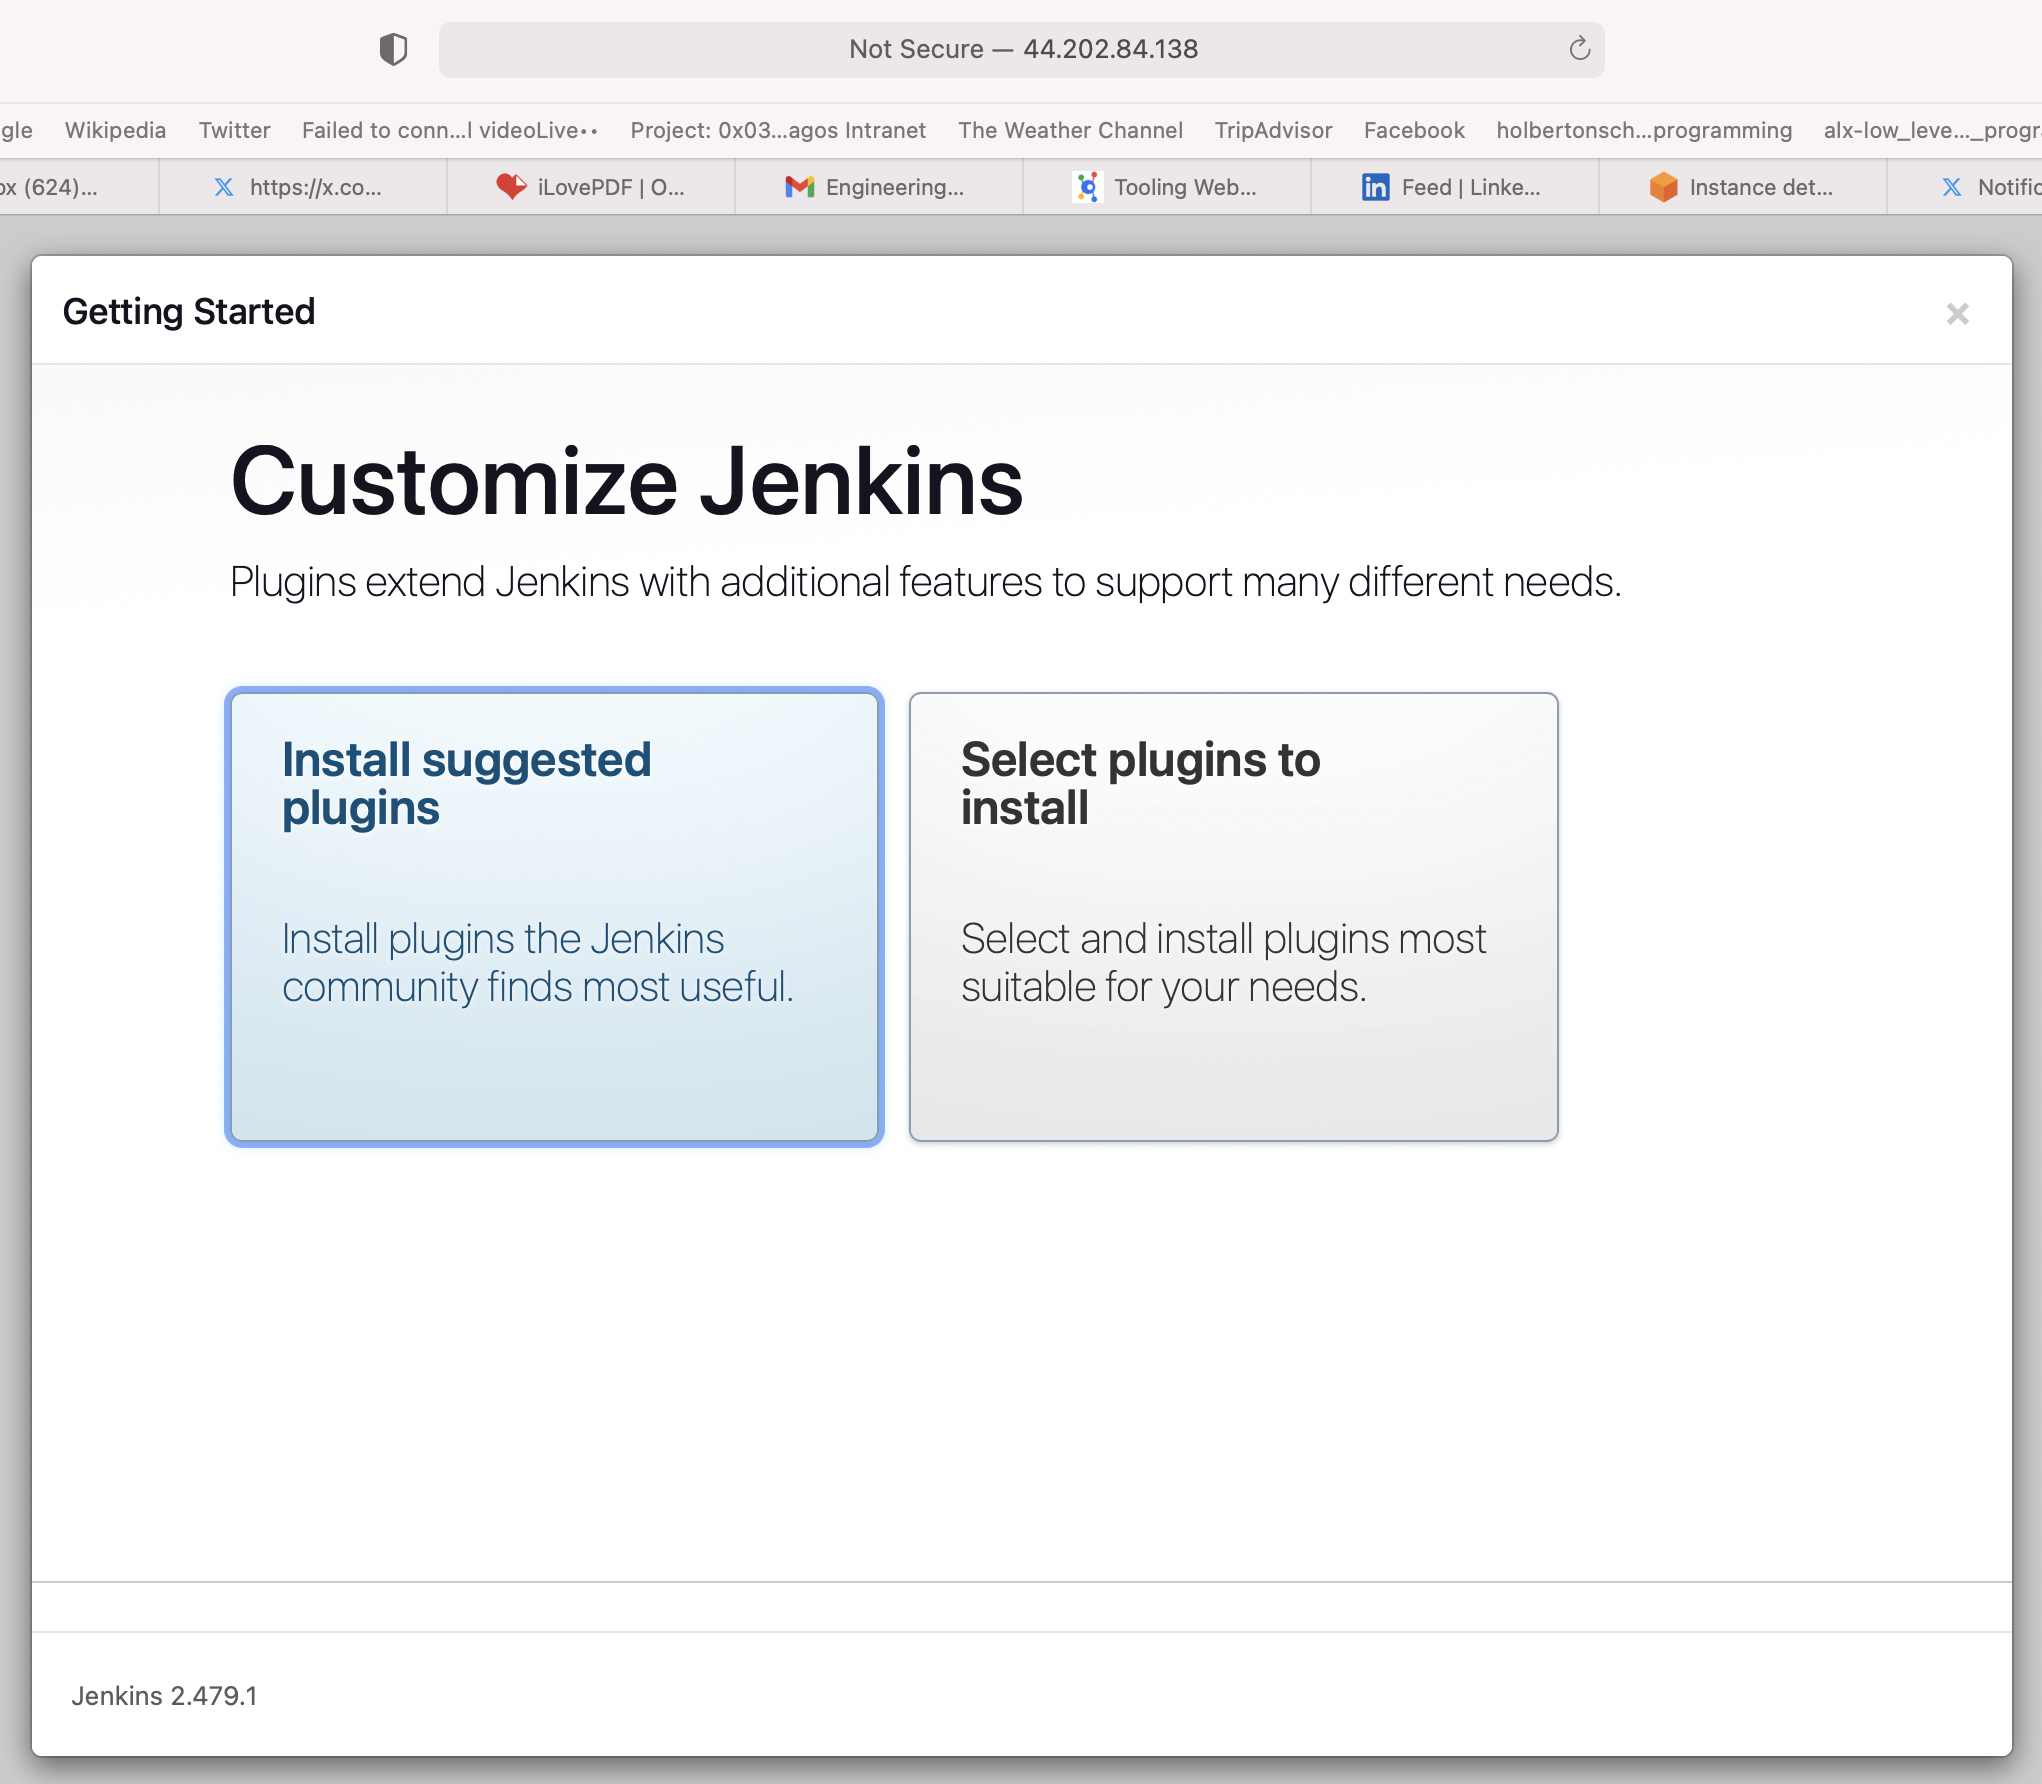 Not Secure — 44.202.84.138
gle Wikipedia Twitter Failed to conn...l videoLive•• Project: 0x03...agos Intranet The Weather Channel TripAdvisor Facebook holbertonsch...programming alx-low_leve..._progr
ox (624)... https://x.co... iLovePDF | O... Engineering... Tooling Web... Feed | Linke... Instance det... Notific
Getting Started
Customize Jenkins
Plugins extend Jenkins with additional features to support many different needs.
Install suggested
plugins
Install plugins the Jenkins
community finds most useful.
Select plugins to
install
Select and install plugins most
suitable for your needs.
Jenkins 2.479.1